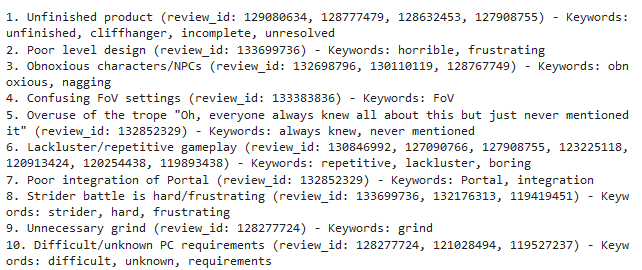 1. Unfinished product (review_id: 129080634, 128777479, 128632453, 127908755) - Keywords:
unfinished, cliffhanger, incomplete, unresolved
2. Poor level design (review_id: 133699736) - Keywords: horrible, frustrating
3. Obnoxious characters/NPCs (review_id: 132698796, 130110119, 128767749) - Keywords: obn
oxious, nagging
4. Confusing FoV settings (review_id: 133383836) - Keywords: FoV
5. Overuse of the trope "Oh, everyone always knew all about this but just never mentioned
it" (review_id: 132852329) - Keywords: always knew, never mentioned
6. Lackluster/repetitive gameplay (review_id: 130846992, 127090766, 127908755, 123225118,
120913424, 120254438, 119893438) - Keywords: repetitive, lackluster, boring
7. Poor integration of Portal (review_id: 132852329) - Keywords: Portal, integration
8. Strider battle is hard/frustrating (review_id: 133699736, 132176313, 119419451) - Keyw
ords: strider, hard, frustrating
9. Unnecessary grind (review_id: 128277724) - Keywords: grind
10. Difficult/unknown PC requirements (review_id: 128277724, 121028494, 119527237) - Keyw
ords: difficult, unknown, requirements